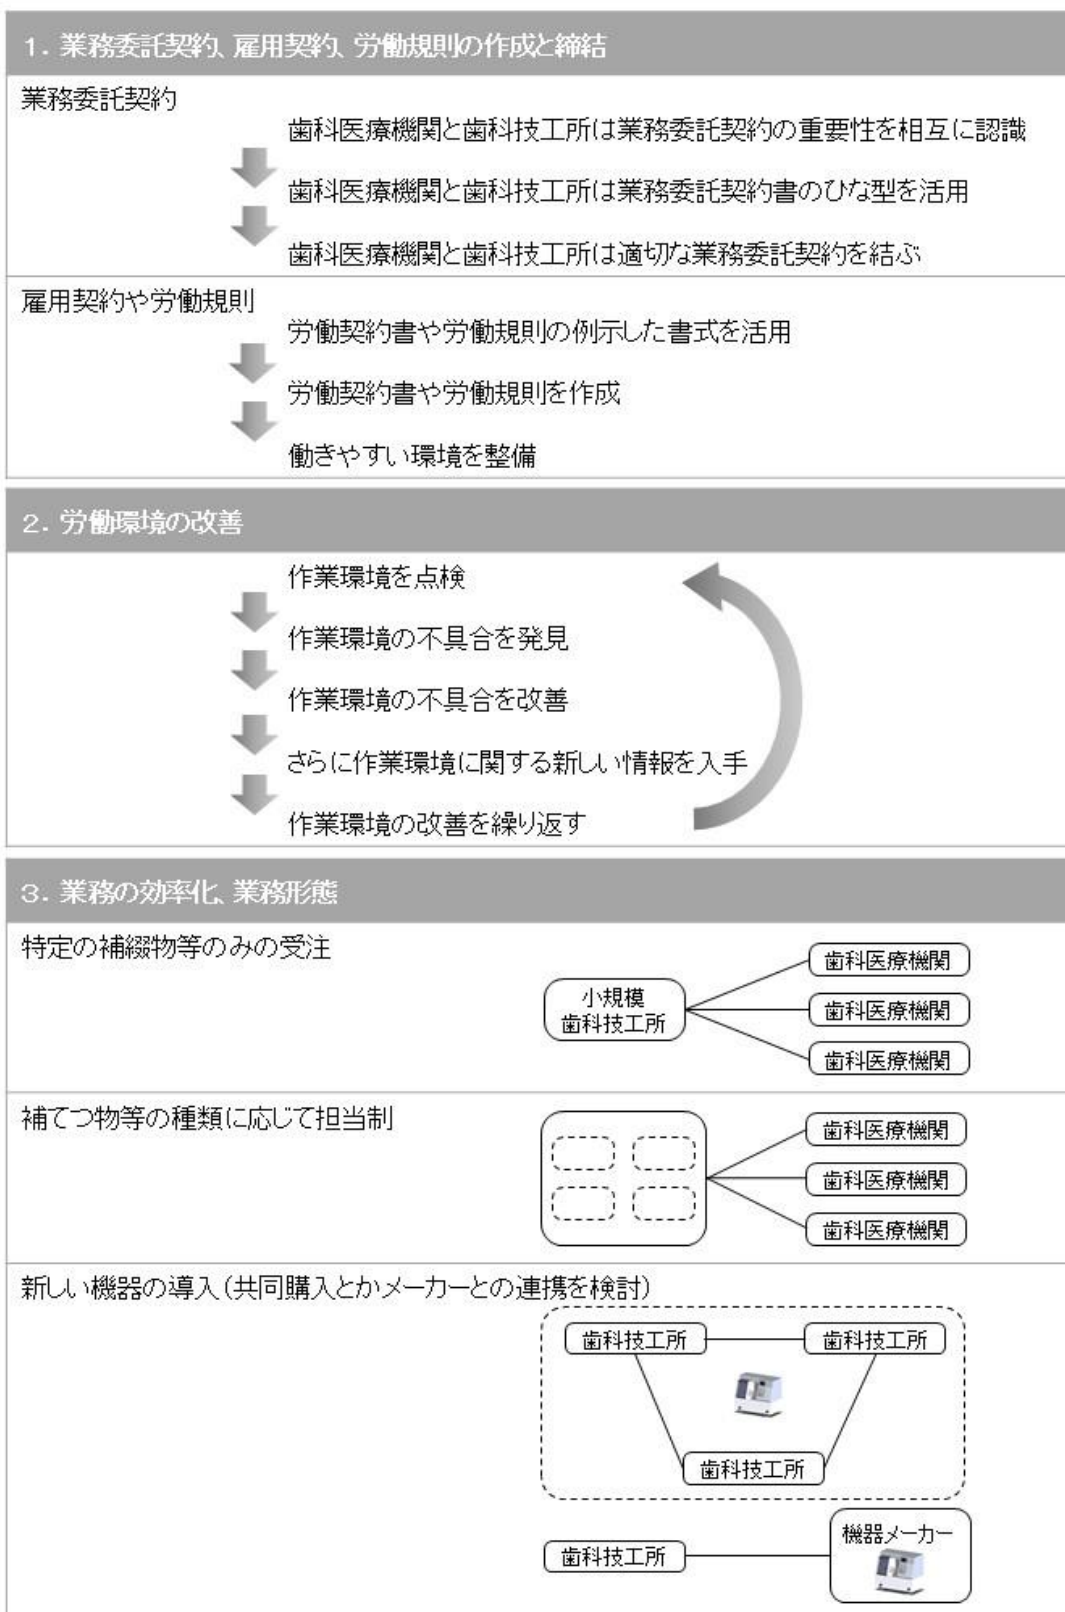 １．業務委託契約、雇用契約、労働規則の作成と締結
業務委託契約
歯科医療機関と歯科技工所は業務委託契約の重要性を相互に認識
歯科医療機関と歯科技工所は業務委託契約書のひな型を活用
歯科医療機関と歯科技工所は適切な業務委託契約を結ぶ
雇用契約や労働規則
労働契約書や労働規則の例示した書式を活用
労働契約書や労働規則を作成
働きやすい環境を整備
２．労働環境の改善
作業環境を点検
作業環境の不具合を発見
作業環境の不具合を改善
さらに作業環境に関する新しい情報を入手
作業環境の改善を繰り返す
３．業務の効率化、業務形態
特定の補綴物等のみの受注
小規模
歯科技工所
歯科医療機関
歯科医療機関
歯科医療機関
補てつ物等の種類に応じて担当制
歯科医療機関
歯科医療機関
歯科医療機関
新しい機器の導入（共同購入とかメーカーとの連携を検討）
歯科技工所
歯科技工所
歯科技工所
歯科技工所
機器メーカー